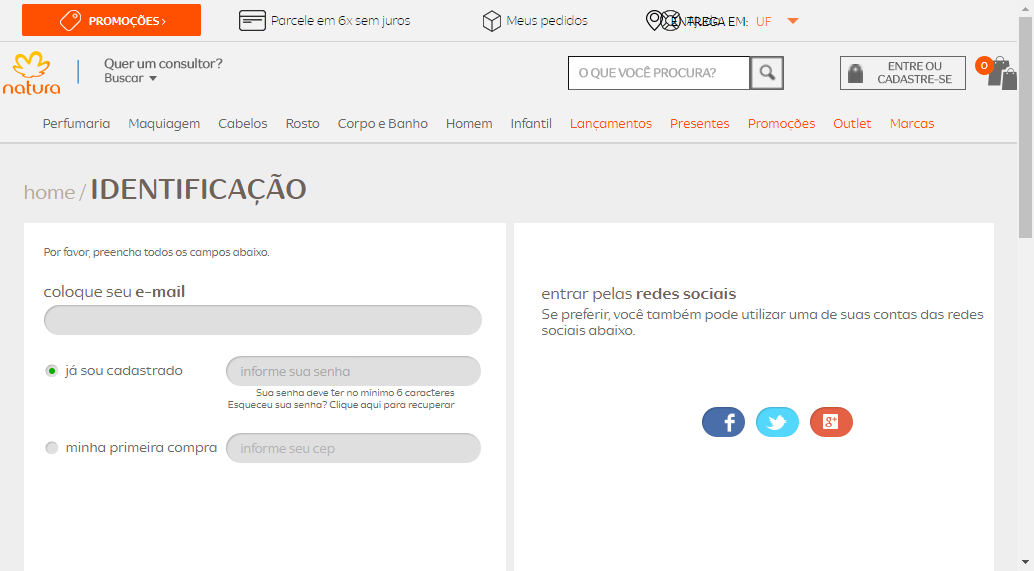 PROMOÇÕES ›
Parcele em 6x sem juros
Meus pedidos
ENTREGA EM: UF
natura
Quer um consultor?
Buscar
O QUE VOCÊ PROCURA?
ENTRE OU
CADASTRE-SE
0
Perfumaria Maquiagem Cabelos Rosto Corpo e Banho Homem Infantil Lançamentos Presentes Promoções Outlet Marcas
home / IDENTIFICAÇÃO
Por favor, preencha todos os campos abaixo.
coloque seu e-mail
já sou cadastrado
informe sua senha
Sua senha deve ter no mínimo 6 caracteres
Esqueceu sua senha? Clique aqui para recuperar
minha primeira compra
informe seu cep
entrar pelas redes sociais
Se preferir, você também pode utilizar uma de suas contas das redes
sociais abaixo.